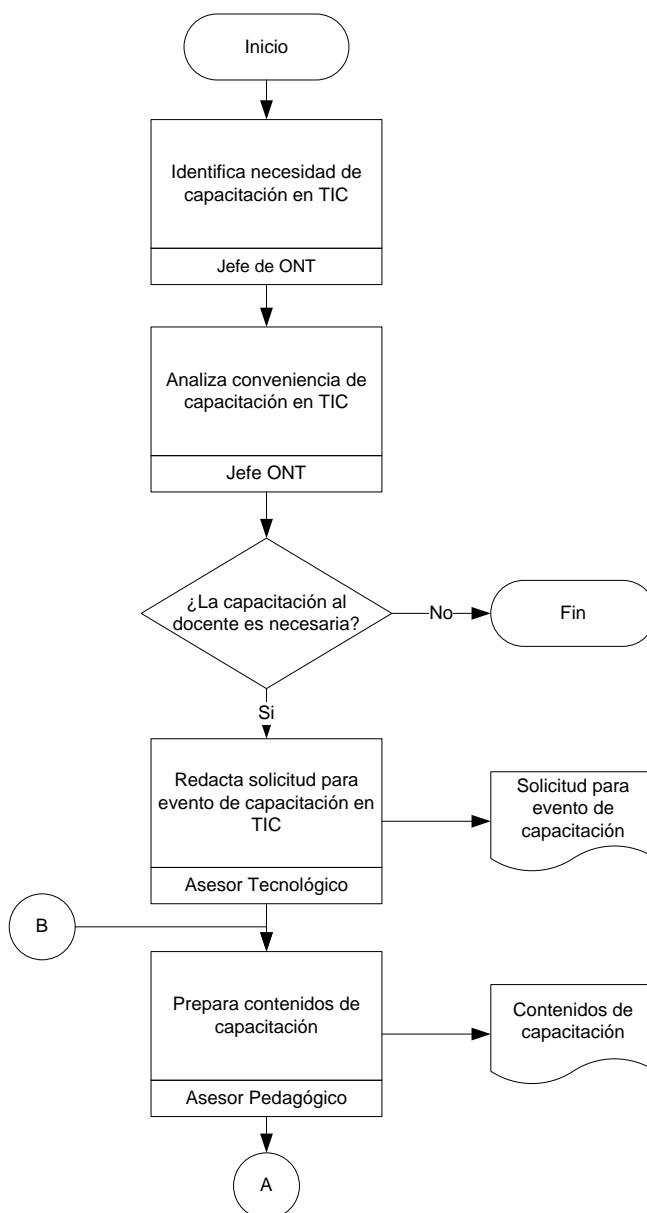 Inicio
Identifica necesidad de
capacitación en TIC
Jefe de ONT
Analiza conveniencia de
capacitación en TIC
Jefe ONT
¿La capacitación al
docente es necesaria?
No
Fin
Si
Redacta solicitud para
evento de capacitación en
TIC
Asesor Tecnológico
Solicitud para
evento de
capacitación
B
Prepara contenidos de
capacitación
Asesor Pedagógico
Contenidos de
capacitación
A